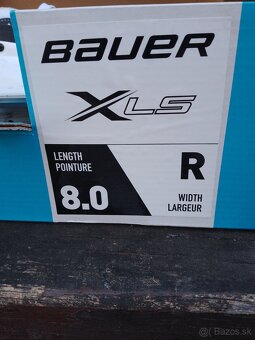 BAUER
XLS
LENGTH
POINTURE
8.0
R
WIDTH
LARGEUR
© Bazos.sk